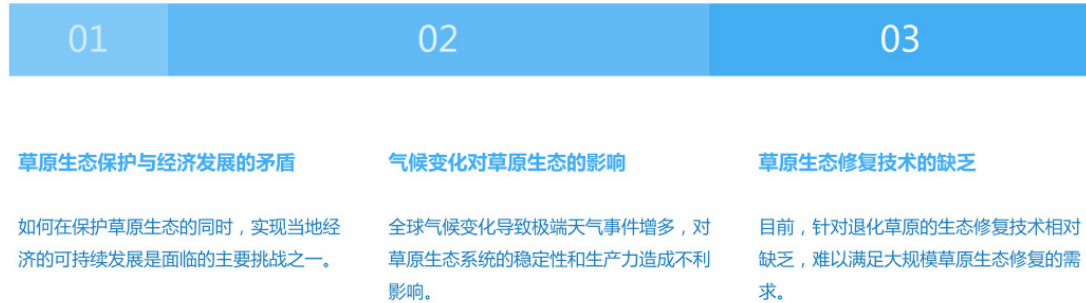 01
02
03
草原生态保护与经济发展的矛盾
如何在保护草原生态的同时，实现当地经
济的可持续发展是面临的主要挑战之一。
气候变化对草原生态的影响
全球气候变化导致极端天气事件增多，对
草原生态系统的稳定性和生产力造成不利
影响。
草原生态修复技术的缺乏
目前，针对退化草原的生态修复技术相对
缺乏，难以满足大规模草原生态修复的需
求。